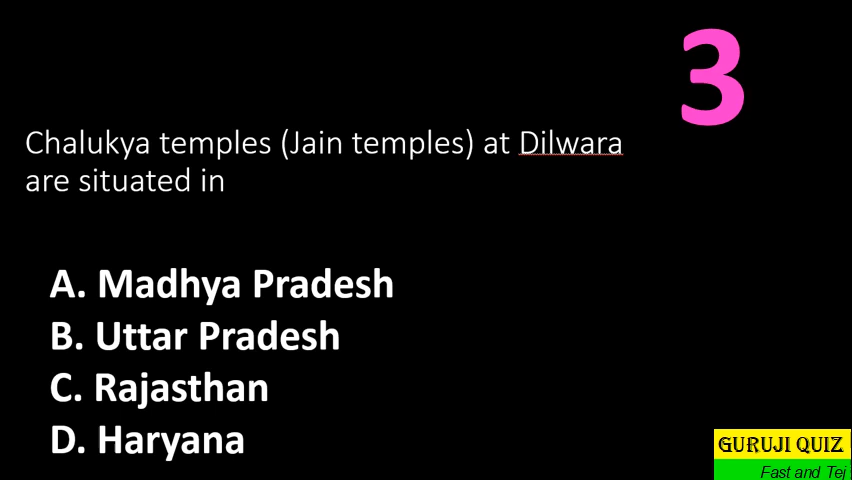 3
Chalukya temples (Jain temples) at Dilwara
are situated in
A. Madhya Pradesh
B. Uttar Pradesh
C. Rajasthan
D. Haryana
GURUJI QUIZ
Fast and Tej